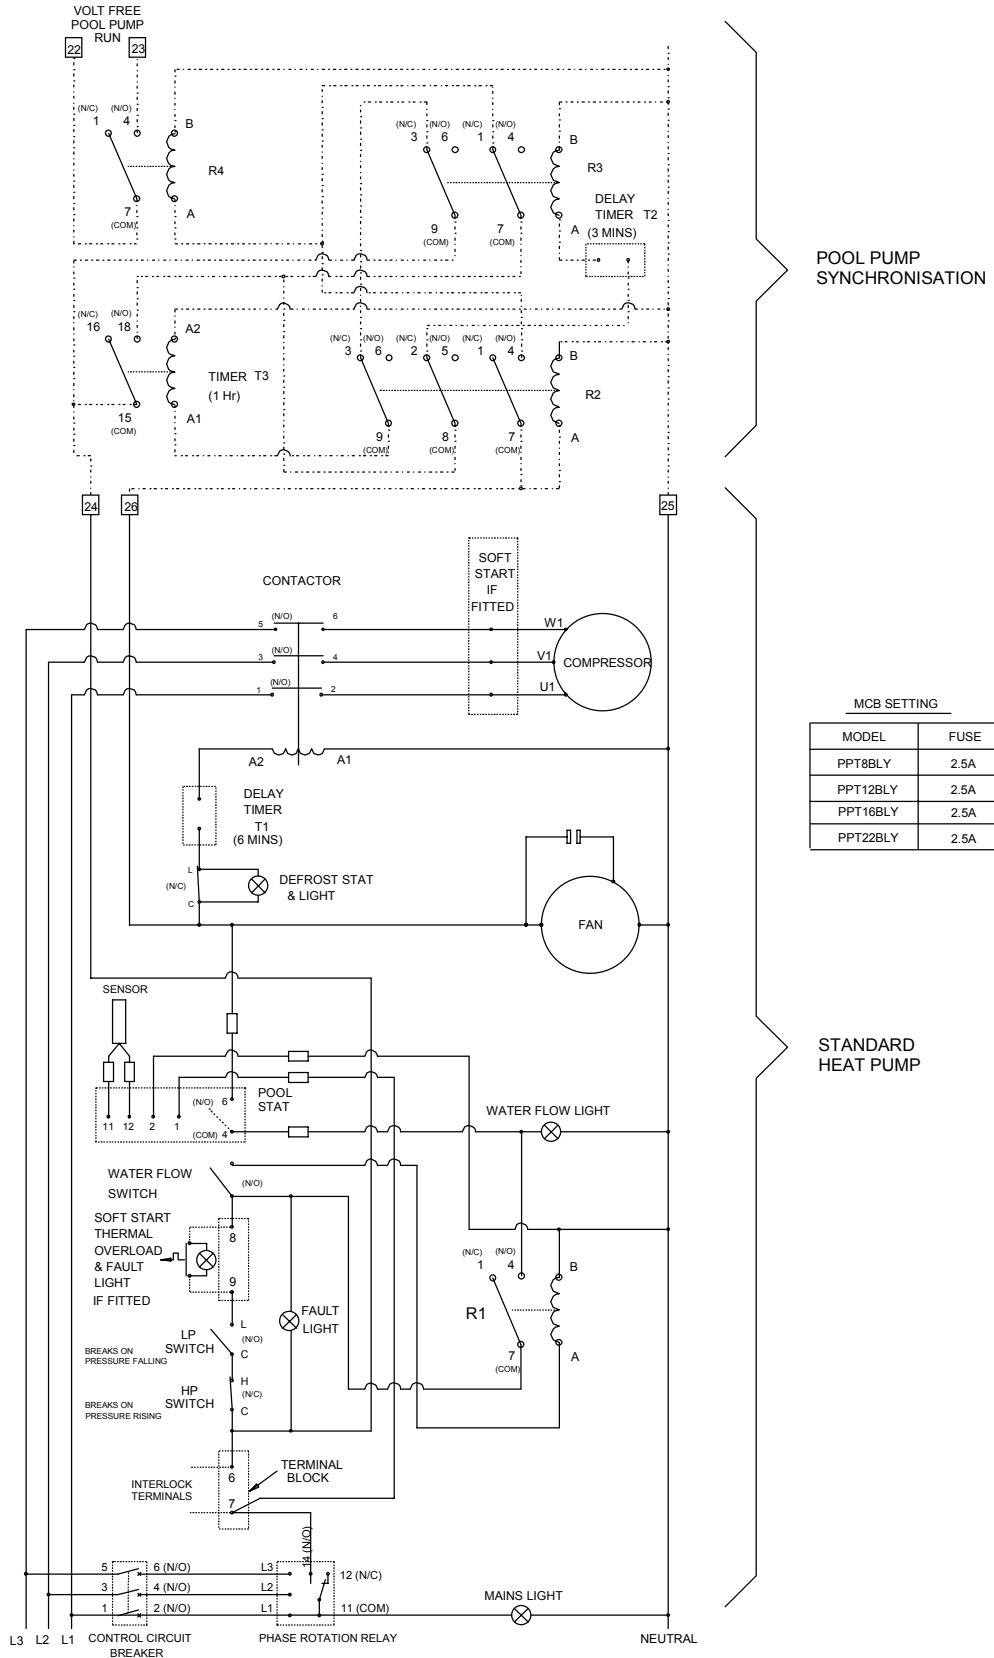 VOLT FREE
POOL PUMP
RUN
22
23
(N/C) (N/O)
1 4
B
R4
A
7
(COM)
(N/C) (N/O) (N/C) (N/O)
3 6 1 4
B
R3
DELAY
TIMER T2
(3 MINS)
A
9
(COM)
7
(COM)
POOL PUMP
SYNCHRONISATION
(N/C) (N/O)
16 18
A2
TIMER T3
(1 Hr)
A1
15
(COM)
(N/C) (N/O) (N/C) (N/C) (N/O)
3 6 2 5 1 4
B
R2
A
9
(COM)
8
(COM)
7
(COM)
24
26
25
CONTACTOR
SOFT
START
IF
FITTED
5 (N/O) 6
W1
3 (N/O) 4
V1
COMPRESSOR
1 (N/O) 2
U1
A2 A1
MCB SETTING
MODEL FUSE
PPT8BLY 2.5A
PPT12BLY 2.5A
PPT16BLY 2.5A
PPT22BLY 2.5A
DELAY
TIMER
T1
(6 MINS)
L
(N/C)
C
DEFROST STAT
& LIGHT
FAN
SENSOR
STANDARD
HEAT PUMP
POOL
STAT
(N/O) 6
11 12 2 1
(COM) 4
WATER FLOW LIGHT
WATER FLOW
SWITCH
(N/O)
SOFT START
THERMAL
OVERLOAD
& FAULT
LIGHT
IF FITTED
8
9
FAULT
LIGHT
(N/C) (N/O)
1 4
B
R1
A
7
(COM)
L
(N/O)
C
LP
SWITCH
BREAKS ON
PRESSURE FALLING
H
(N/C)
C
HP
SWITCH
BREAKS ON
PRESSURE RISING
TERMINAL
BLOCK
6
7
INTERLOCK
TERMINALS
14 (N/O)
5 6 (N/O) L3 12 (N/C)
3 4 (N/O) L2
1 2 (N/O) L1 11 (COM)
MAINS LIGHT
L3 L2 L1
CONTROL CIRCUIT
BREAKER
PHASE ROTATION RELAY
NEUTRAL